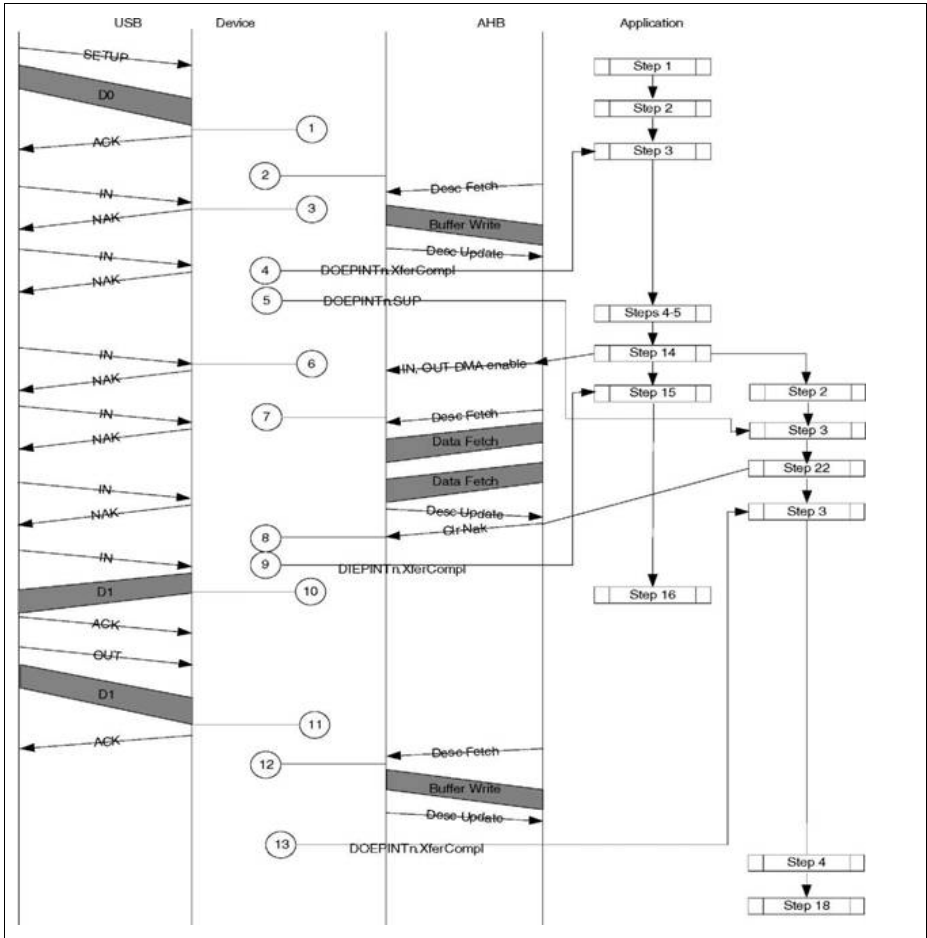 USB Device AHB Application
SETUP
Step 1
D0
Step 2
1
ACK
Step 3
2
IN
Desc Fetch
3
NAK
Buffer Write
IN
Desc Update
4
DOEPINTn.XferCompl
NAK
5
DOEPINTn.SUP
Steps 4-5
IN
Step 14
6
IN, OUT DMA enable
NAK
Step 15
Step 2
IN
7
Desc Fetch
Step 3
NAK
Data Fetch
Step 22
Data Fetch
IN
Step 3
NAK
Desc Update
Clr Nak
8
IN
9
DIEPINTn.XferCompl
D1
10
Step 16
ACK
OUT
D1
11
ACK
Desc Fetch
12
Buffer Write
Desc Update
13
DOEPINTn.XferCompl
Step 4
Step 18